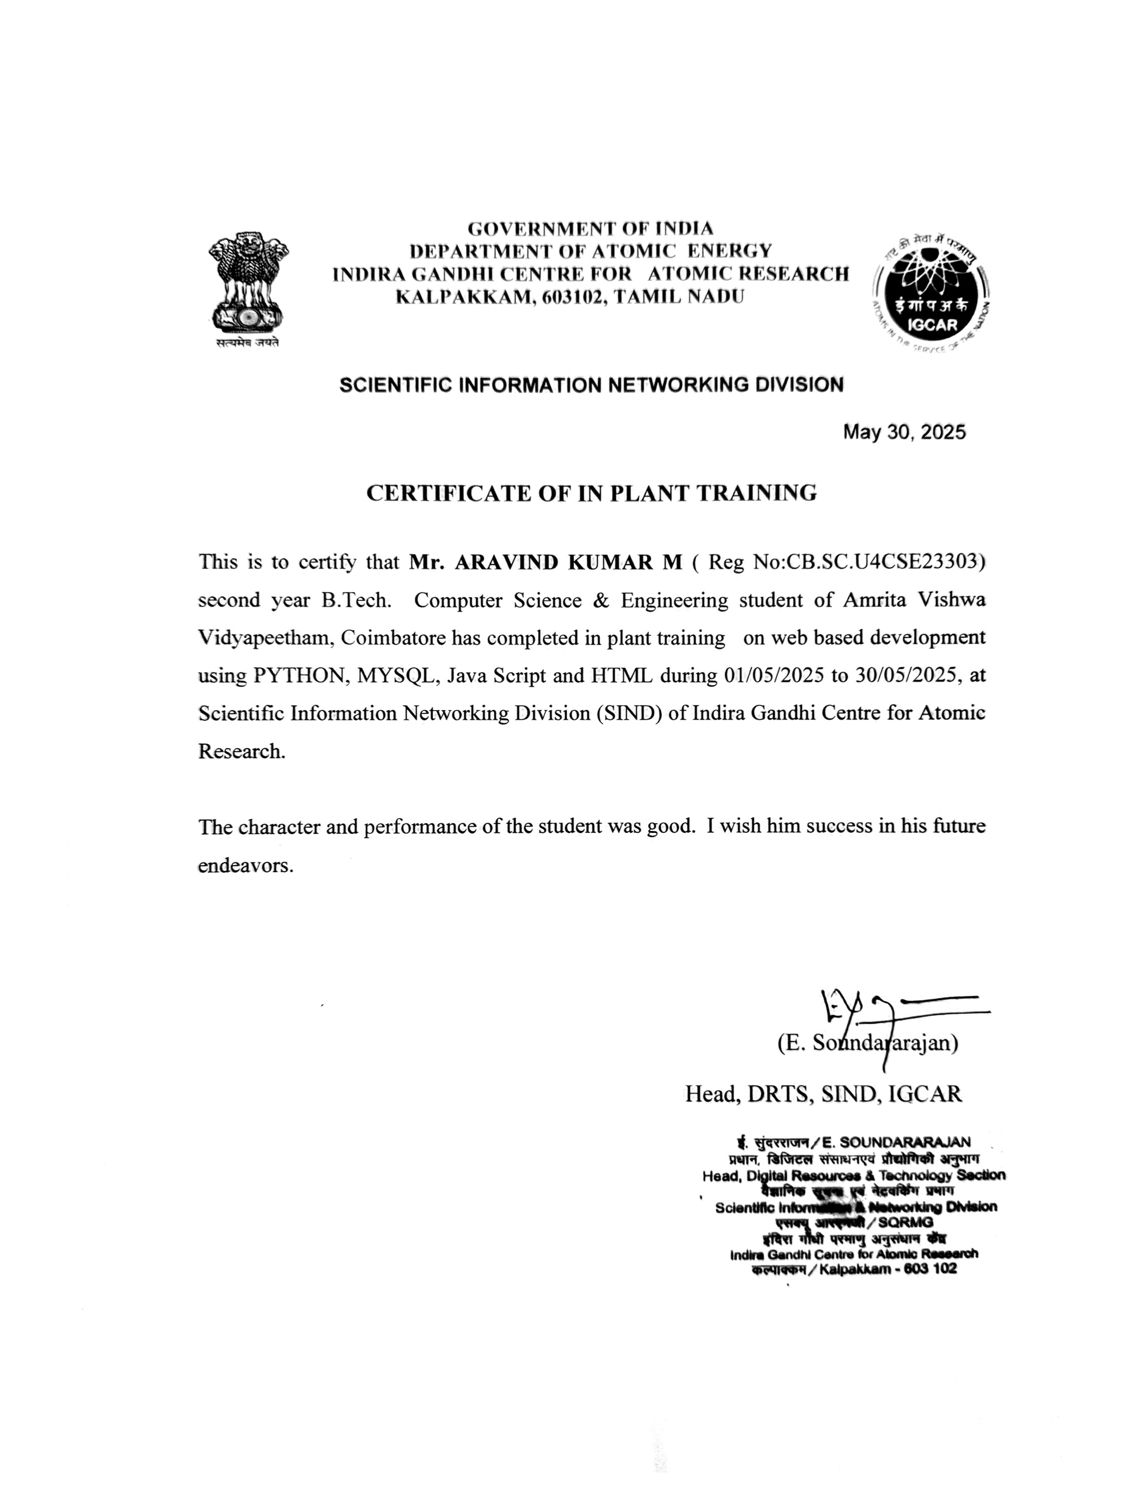 GOVERNMENT OF INDIA
DEPARTMENT OF ATOMIC ENERGY
INDIRA GANDHI CENTRE FOR ATOMIC RESEARCH
KALPAKKAM, 603102, TAMIL NADU
सत्यमेव जयते
इं गां प अ कें
IGCAR
ATOMS IN THE SERVICE OF THE NATION
SCIENTIFIC INFORMATION NETWORKING DIVISION
May 30, 2025
CERTIFICATE OF IN PLANT TRAINING
This is to certify that Mr. ARAVIND KUMAR M ( Reg No:CB.SC.U4CSE23303)
second year B.Tech. Computer Science & Engineering student of Amrita Vishwa
Vidyapeetham, Coimbatore has completed in plant training on web based development
using PYTHON, MYSQL, Java Script and HTML during 01/05/2025 to 30/05/2025, at
Scientific Information Networking Division (SIND) of Indira Gandhi Centre for Atomic
Research.
The character and performance of the student was good. I wish him success in his future
endeavors.
(E. Soundararajan)
Head, DRTS, SIND, IGCAR
ई. सुंदरराजन / E. SOUNDARARAJAN
प्रधान, डिजिटल संसाधनएवं प्रौद्योगिकी अनुभाग
Head, Digital Resources & Technology Section
वैज्ञानिक एवं नेटवर्किंग प्रभाग
Scientific & Networking Division
/ SQRMG
इंदिरा गाँधी परमाणु अनुसंधान केंद्र
Indira Gandhi Centre for Atomic Research
कल्पाक्कम / Kalpakkam - 603 102